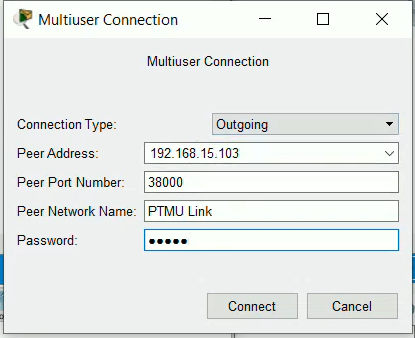 Multiuser Connection
Multiuser Connection
Connection Type: Outgoing
Peer Address: 192.168.15.103
Peer Port Number: 38000
Peer Network Name: PTMU Link
Password: ●●●●●
Connect Cancel